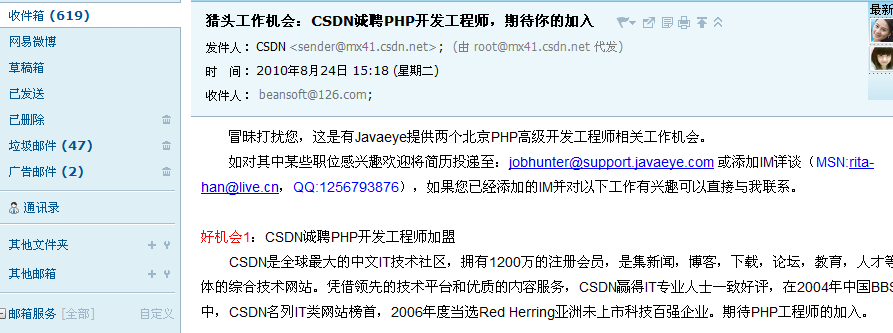 收件箱 (619)
网易微博
草稿箱
已发送
已删除
垃圾邮件 (47)
广告邮件 (2)
通讯录
其他文件夹
其他邮箱
邮箱服务 [全部] 自定义
猎头工作机会：CSDN诚聘PHP开发工程师，期待你的加入
发件人：CSDN <sender@mx41.csdn.net>; (由 root@mx41.csdn.net 代发)
时 间：2010年8月24日 15:18 (星期二)
收件人：beansoft@126.com;
最新
冒昧打扰您，这是有Javaeye提供两个北京PHP高级开发工程师相关工作机会。
如对其中某些职位感兴趣欢迎将简历投递至：jobhunter@support.javaeye.com 或添加IM详谈（MSN:rita-
han@live.cn，QQ:1256793876），如果您已经添加的IM并对以下工作有兴趣可以直接与我联系。
好机会1：CSDN诚聘PHP开发工程师加盟
CSDN是全球最大的中文IT技术社区，拥有1200万的注册会员，是集新闻，博客，下载，论坛，教育，人才等
体的综合技术网站。凭借领先的技术平台和优质的内容服务，CSDN赢得IT专业人士一致好评，在2004年中国BBS
中，CSDN名列IT类网站榜首，2006年度当选Red Herring亚洲未上市科技百强企业。期待PHP工程师的加入。